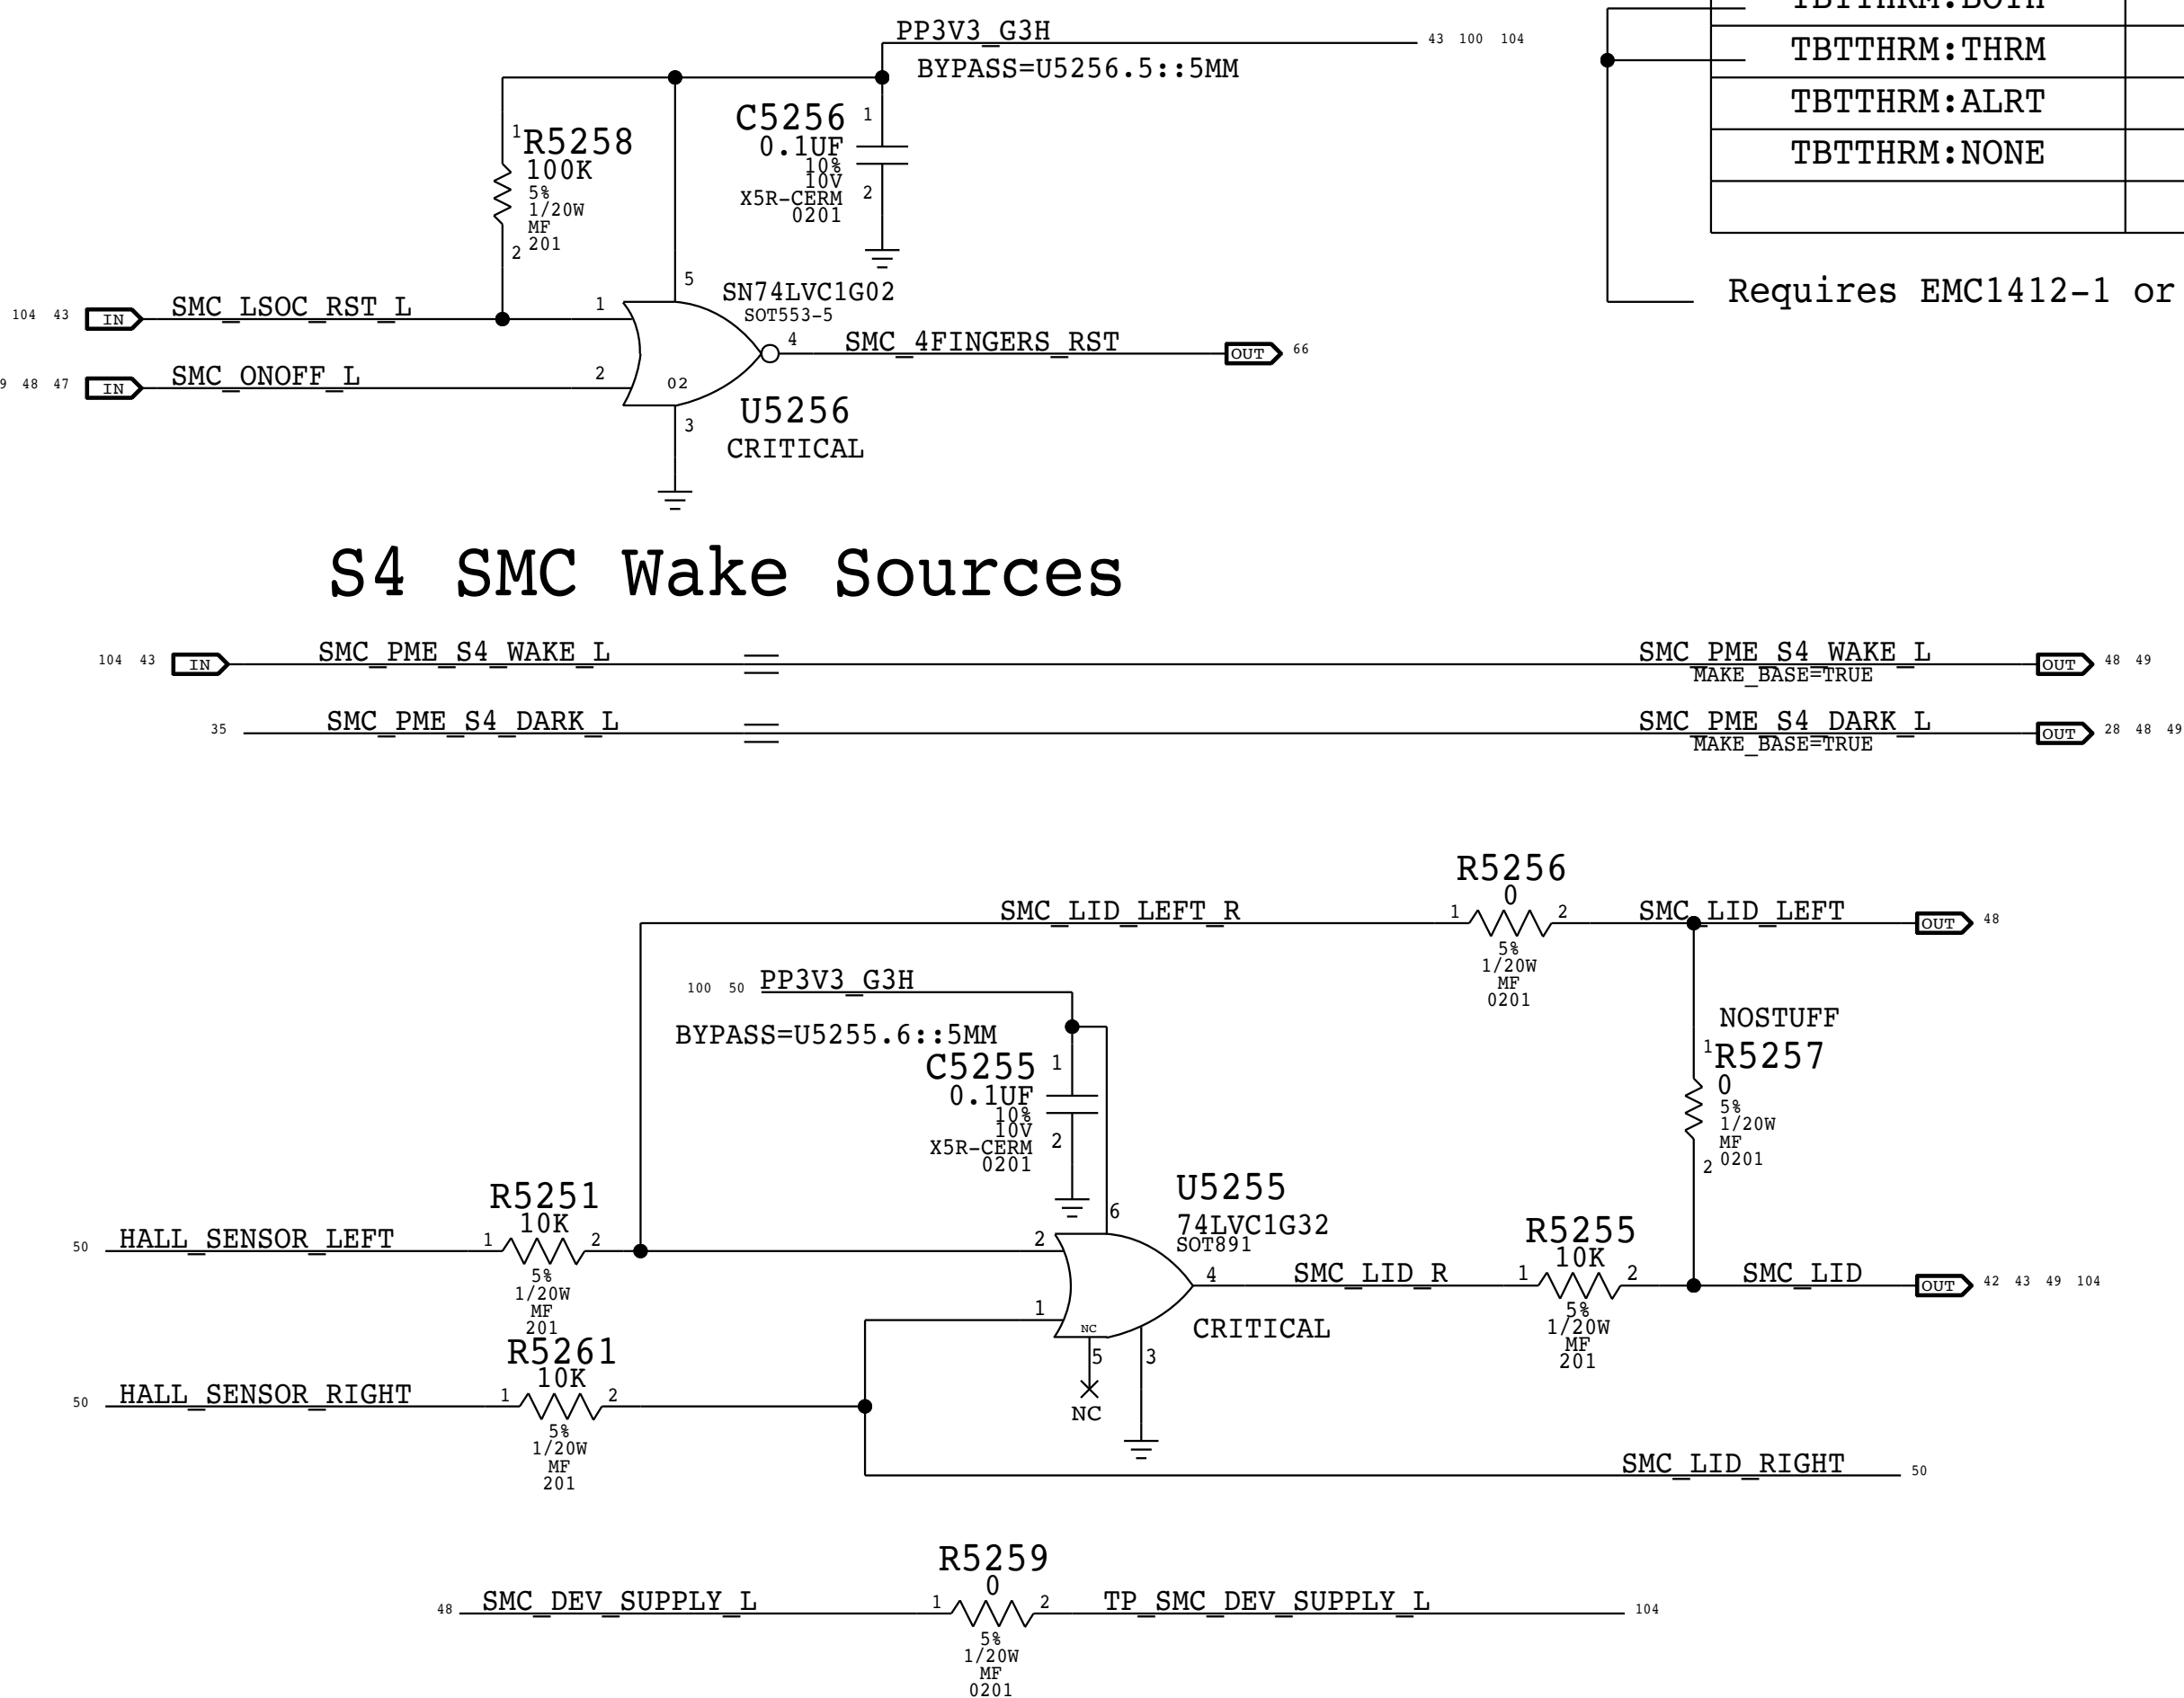 PP3V3_G3H
43 100 104
BYPASS=U5256.5::5MM
C5256
0.1UF
10%
10V
X5R-CERM
0201
1
2
1
R5258
100K
5%
1/20W
MF
201
2
5
SN74LVC1G02
SOT553-5
104 43
IN
SMC_LSOC_RST_L
1
4
SMC_4FINGERS_RST
OUT
66
9 48 47
IN
SMC_ONOFF_L
2
02
U5256
CRITICAL
3
TBTTHRM:BOTH
TBTTHRM:THRM
TBTTHRM:ALRT
TBTTHRM:NONE
Requires EMC1412-1 or
S4 SMC Wake Sources
104 43
IN
SMC_PME_S4_WAKE_L
SMC_PME_S4_WAKE_L
MAKE_BASE=TRUE
OUT
48 49
35
SMC_PME_S4_DARK_L
SMC_PME_S4_DARK_L
MAKE_BASE=TRUE
OUT
28 48 49
R5256
0
SMC_LID_LEFT_R
1
2
5%
1/20W
MF
0201
SMC_LID_LEFT
OUT
48
100 50
PP3V3_G3H
BYPASS=U5255.6::5MM
C5255
0.1UF
10%
10V
X5R-CERM
0201
1
2
NOSTUFF
1
R5257
0
5%
1/20W
MF
0201
2
R5251
10K
50
HALL_SENSOR_LEFT
1
2
5%
1/20W
MF
201
U5255
74LVC1G32
SOT891
6
2
1
4
SMC_LID_R
NC
5
3
NC
CRITICAL
R5255
10K
1
2
5%
1/20W
MF
201
SMC_LID
OUT
42 43 49 104
R5261
10K
50
HALL_SENSOR_RIGHT
1
2
5%
1/20W
MF
201
SMC_LID_RIGHT
50
R5259
0
48
SMC_DEV_SUPPLY_L
1
2
TP_SMC_DEV_SUPPLY_L
104
5%
1/20W
MF
0201